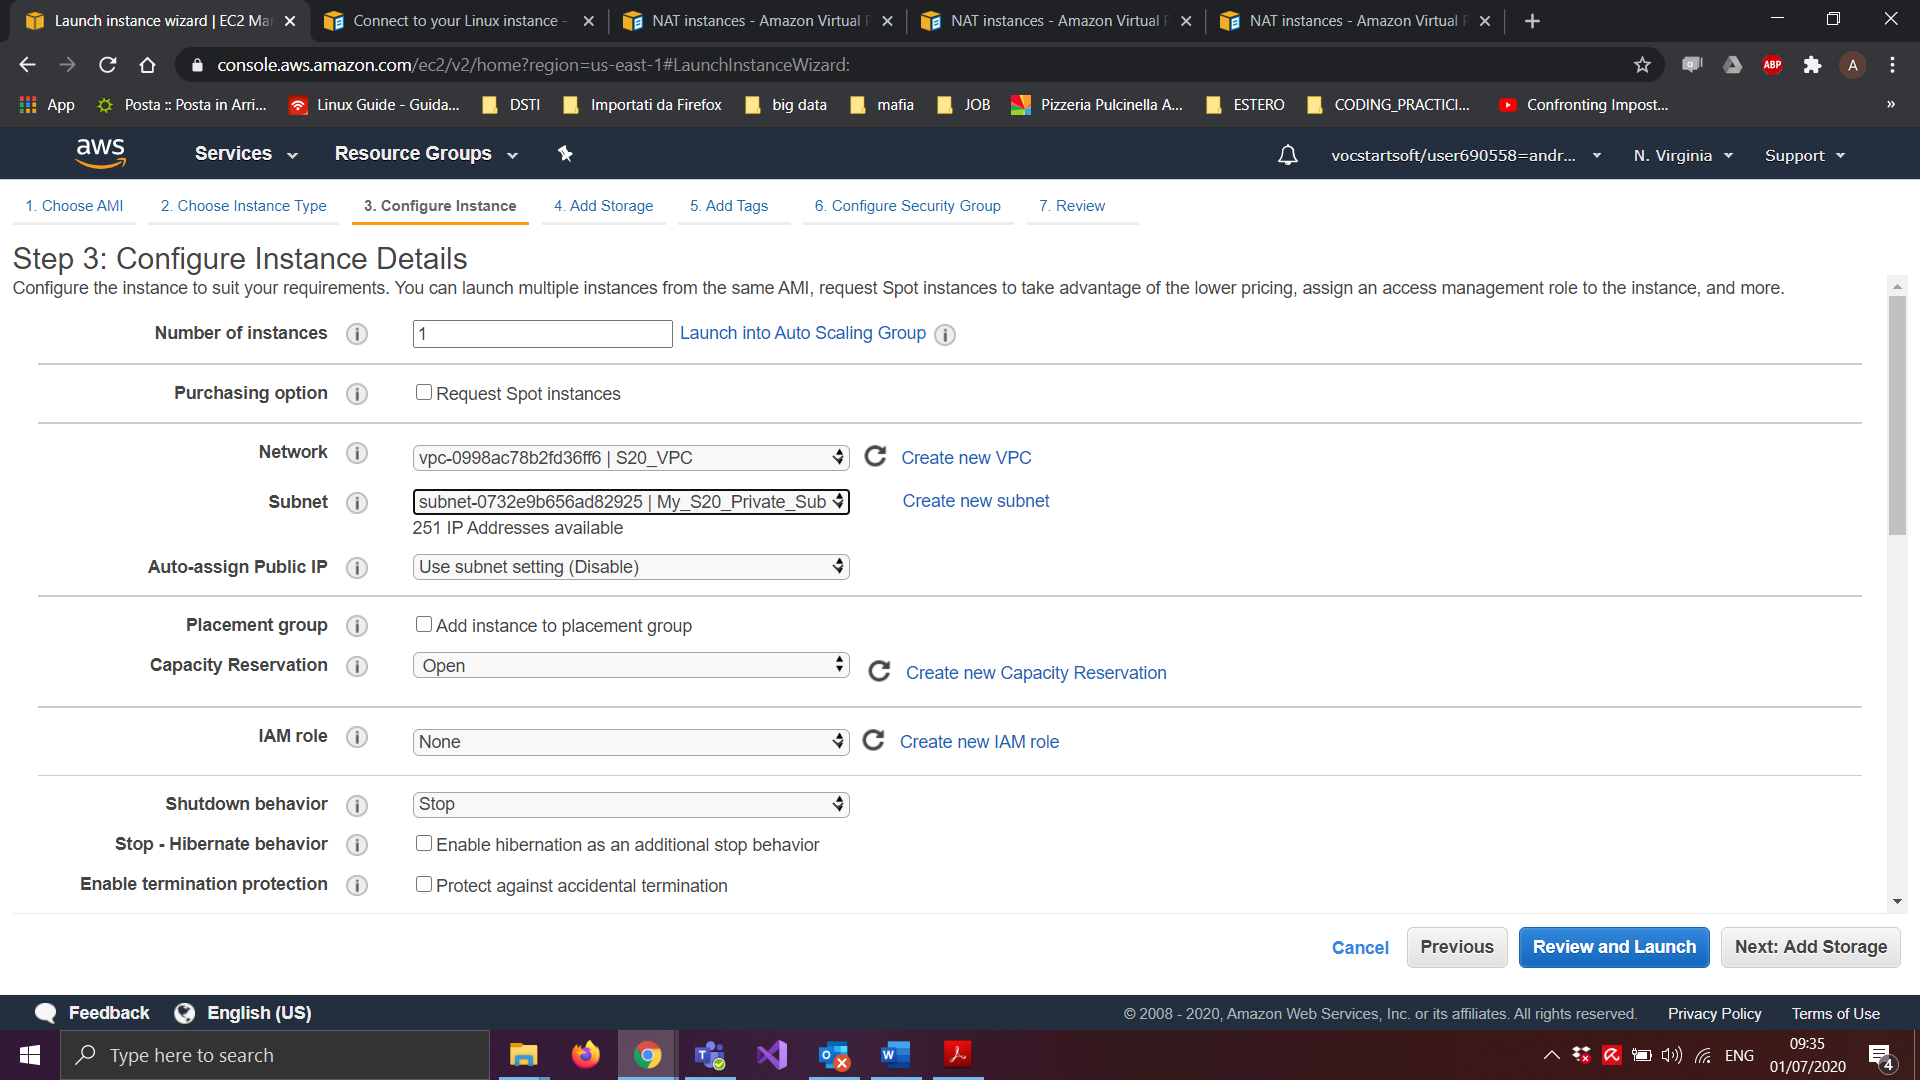 Launch instance wizard | EC2 Ma
Connect to your Linux instance -
NAT instances - Amazon Virtual P
NAT instances - Amazon Virtual P
NAT instances - Amazon Virtual P
console.aws.amazon.com/ec2/v2/home?region=us-east-1#LaunchInstanceWizard:
ABP
A
App
Posta :: Posta in Arri...
Linux Guide - Guida...
DSTI
Importati da Firefox
big data
mafia
JOB
Pizzeria Pulcinella A...
ESTERO
CODING_PRACTICI...
Confronting Impost...
»
aws
Services
Resource Groups
vocstartsoft/user690558=andr...
N. Virginia
Support
1. Choose AMI
2. Choose Instance Type
3. Configure Instance
4. Add Storage
5. Add Tags
6. Configure Security Group
7. Review
Step 3: Configure Instance Details
Configure the instance to suit your requirements. You can launch multiple instances from the same AMI, request Spot instances to take advantage of the lower pricing, assign an access management role to the instance, and more.
Number of instances
1
Launch into Auto Scaling Group
Purchasing option
Request Spot instances
Network
vpc-0998ac78b2fd36ff6 | S20_VPC
Create new VPC
Subnet
subnet-0732e9b656ad82925 | My_S20_Private_Sub
Create new subnet
251 IP Addresses available
Auto-assign Public IP
Use subnet setting (Disable)
Placement group
Add instance to placement group
Capacity Reservation
Open
Create new Capacity Reservation
IAM role
None
Create new IAM role
Shutdown behavior
Stop
Stop - Hibernate behavior
Enable hibernation as an additional stop behavior
Enable termination protection
Protect against accidental termination
Cancel
Previous
Review and Launch
Next: Add Storage
Feedback
English (US)
© 2008 - 2020, Amazon Web Services, Inc. or its affiliates. All rights reserved.
Privacy Policy
Terms of Use
Type here to search
ENG
09:35
01/07/2020
4